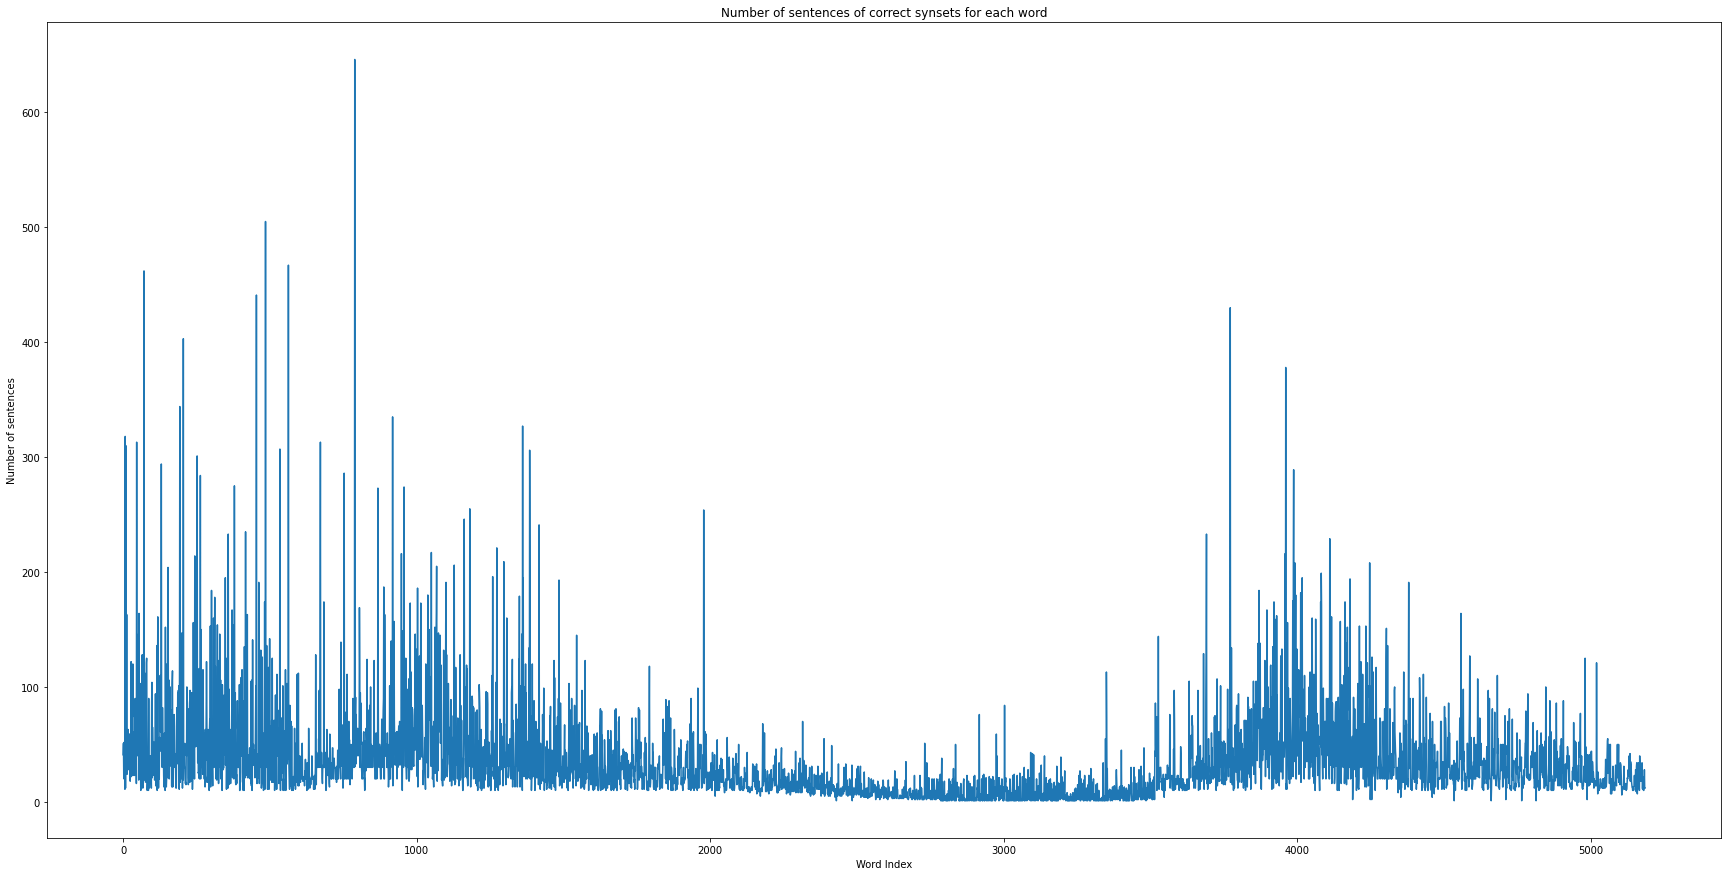 Number of sentences of correct synsets for each word
Number of sentences
600
500
400
300
200
100
0
0 1000 2000 3000 4000 5000
Word Index